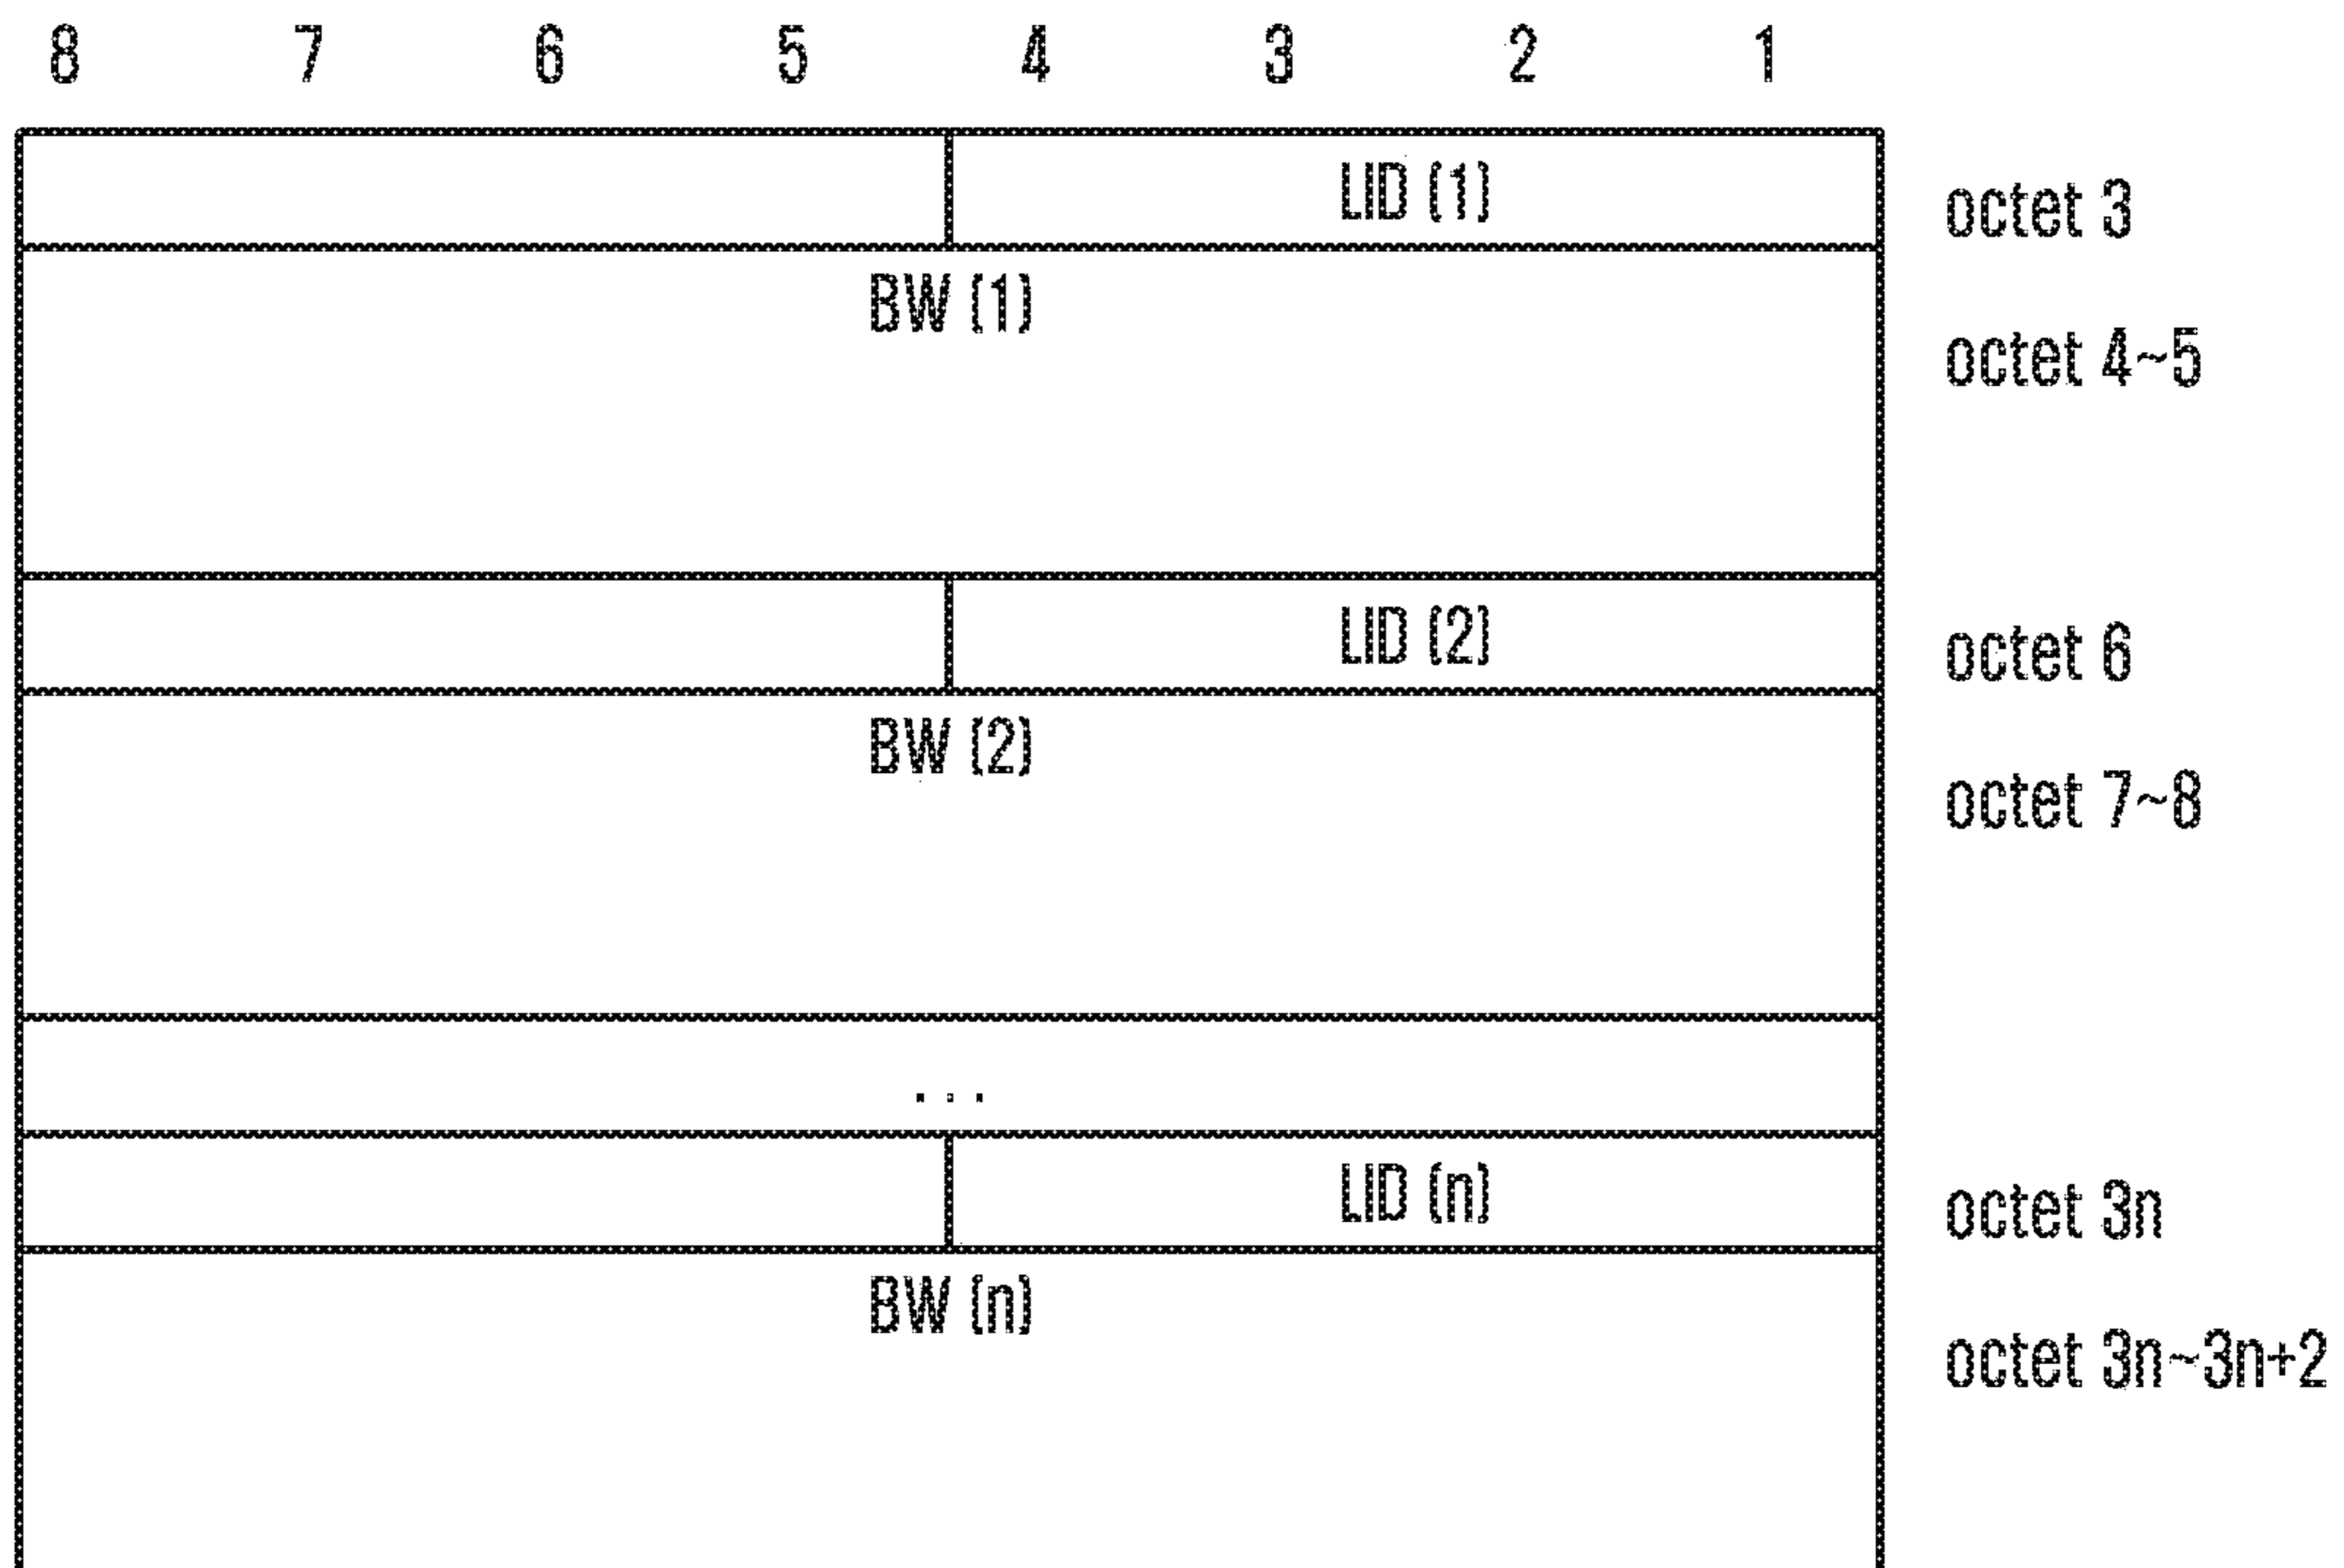 8 7 6 5 4 3 2 1
LID (1) octet 3
BW (1)
octet 4~5
LID (2) octet 6
BW (2)
octet 7~8
...
LID (n) octet 3n
BW (n)
octet 3n~3n+2